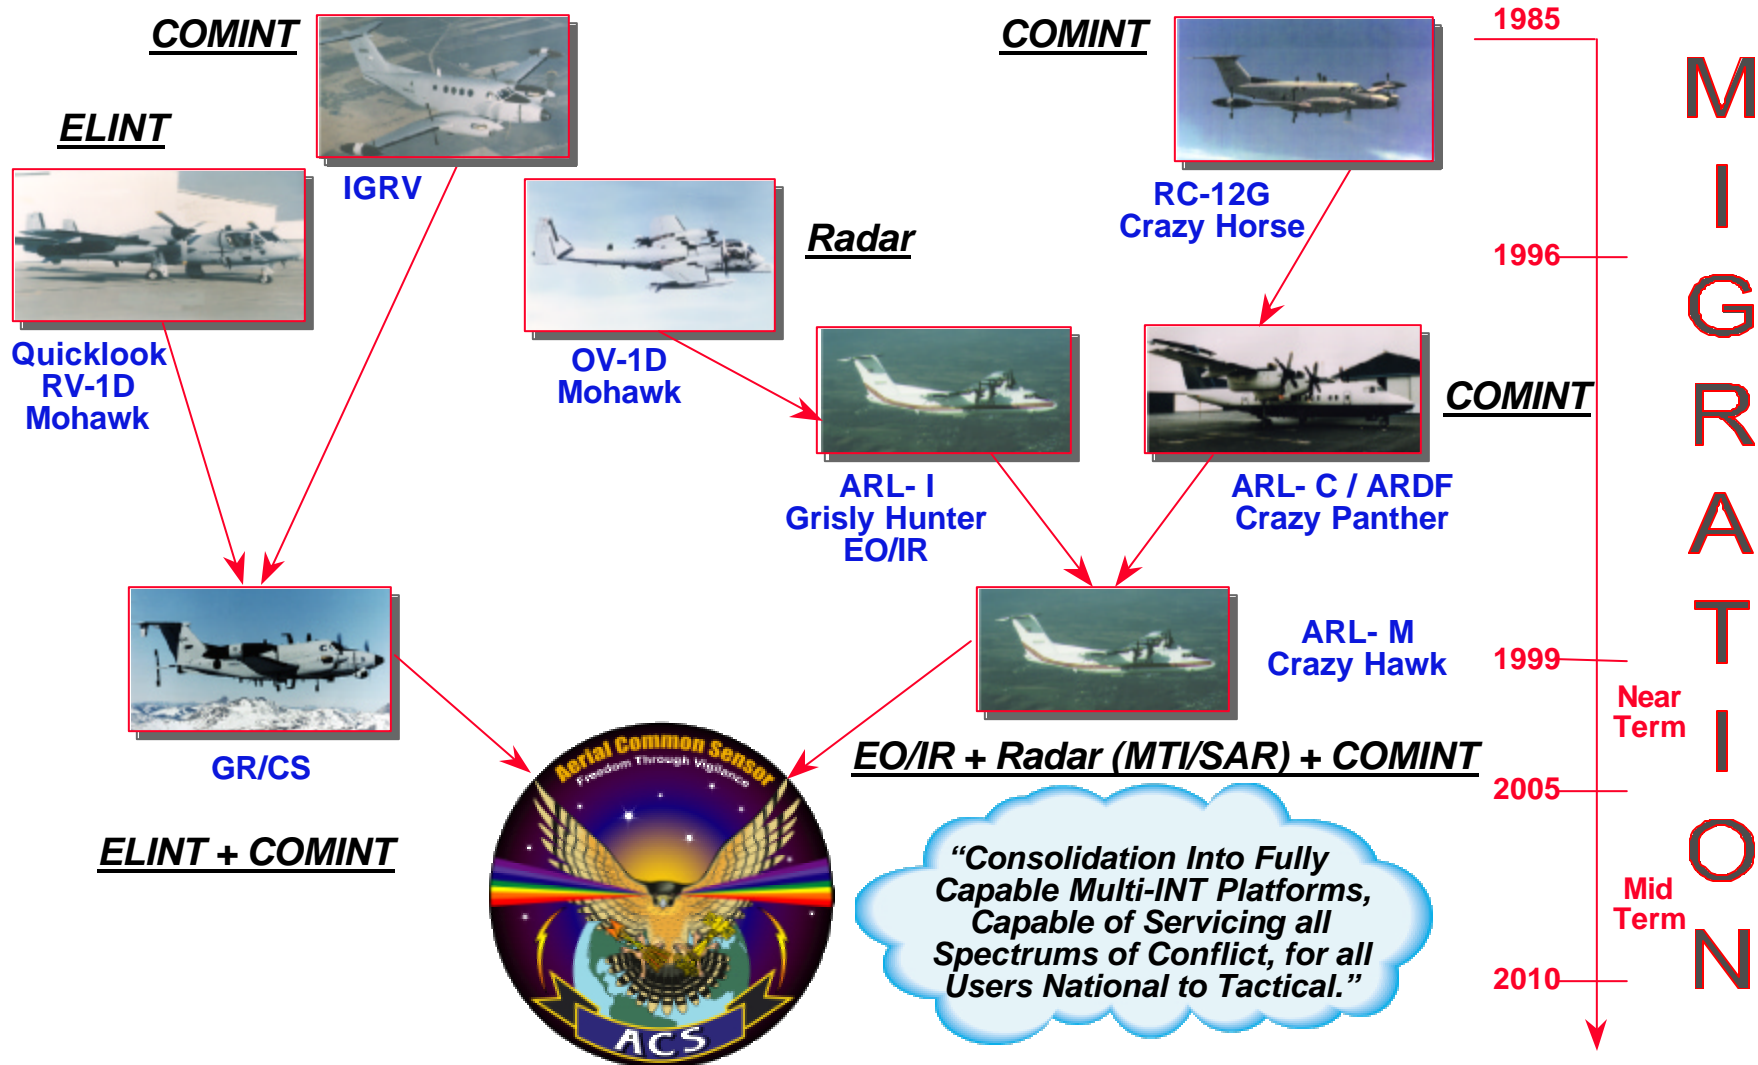 COMINT
IGRV
ELINT
Quicklook
RV-1D
Mohawk
OV-1D
Mohawk
Radar
COMINT
RC-12G
Crazy Horse
ARL- I
Grisly Hunter
EO/IR
ARL- C / ARDF
Crazy Panther
COMINT
GR/CS
ELINT + COMINT
ARL- M
Crazy Hawk
EO/IR + Radar (MTI/SAR) + COMINT
Aerial Common Sensor
Freedom Through Vigilance
ACS
“Consolidation Into Fully
Capable Multi-INT Platforms,
Capable of Servicing all
Spectrums of Conflict, for all
Users National to Tactical.”
1985
1996
1999
Near
Term
2005
Mid
Term
2010
MIGRATION